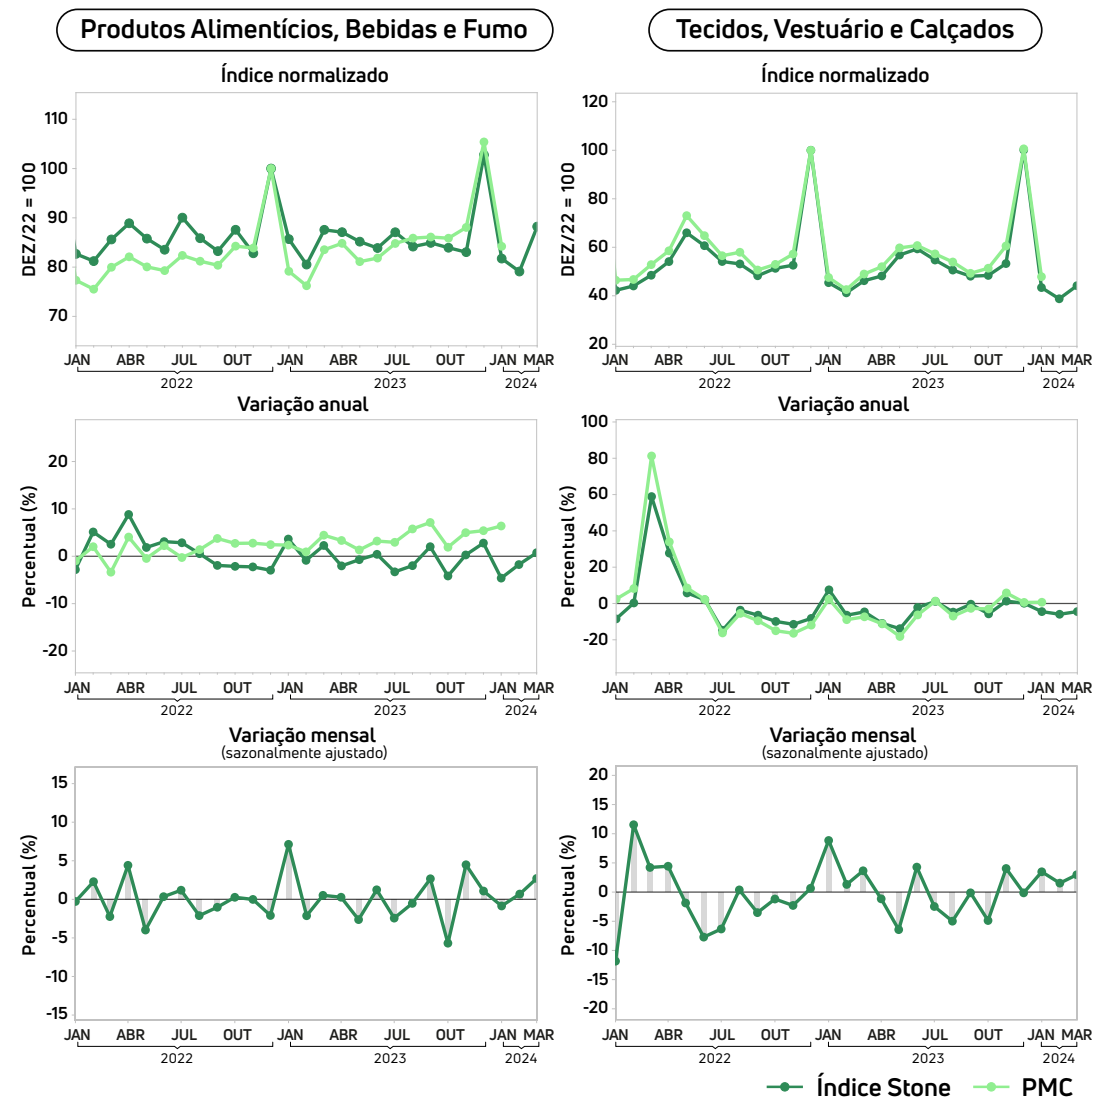 Produtos Alimentícios, Bebidas e Fumo
Índice normalizado
DEZ/22 = 100
110
100
90
80
70
JAN ABR JUL OUT JAN ABR JUL OUT JAN MAR
2022 2023 2024
Variação anual
Percentual (%)
20
10
0
-10
-20
JAN ABR JUL OUT JAN ABR JUL OUT JAN MAR
2022 2023 2024
Variação mensal
(sazonalmente ajustado)
Percentual (%)
15
10
5
0
-5
-10
-15
JAN ABR JUL OUT JAN ABR JUL OUT JAN MAR
2022 2023 2024
Tecidos, Vestuário e Calçados
Índice normalizado
DEZ/22 = 100
120
100
80
60
40
20
JAN ABR JUL OUT JAN ABR JUL OUT JAN MAR
2022 2023 2024
Variação anual
Percentual (%)
100
80
60
40
20
0
-20
JAN ABR JUL OUT JAN ABR JUL OUT JAN MAR
2022 2023 2024
Variação mensal
(sazonalmente ajustado)
Percentual (%)
20
15
10
5
0
-5
-10
-15
-20
JAN ABR JUL OUT JAN ABR JUL OUT JAN MAR
2022 2023 2024
Índice Stone PMC